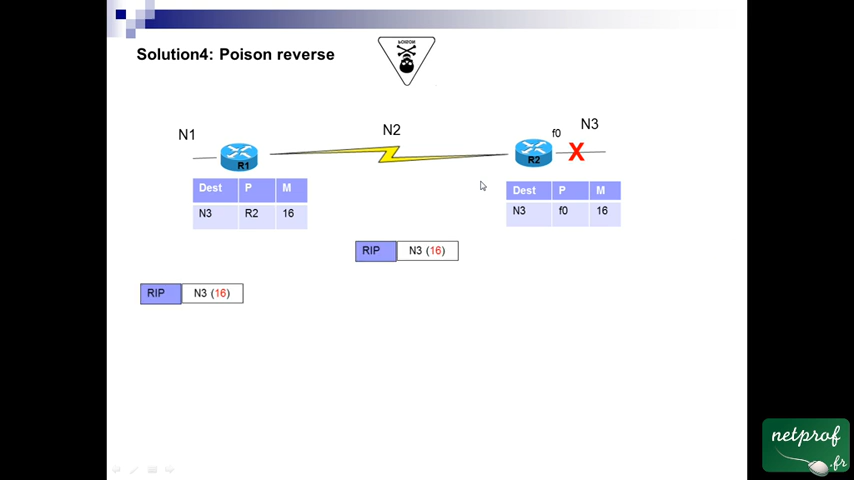 Solution4: Poison reverse
POISON
N1
N2
f0
N3
R1
R2
Dest P M
N3 R2 16
Dest P M
N3 f0 16
RIP N3 (16)
RIP N3 (16)
netprof
.fr